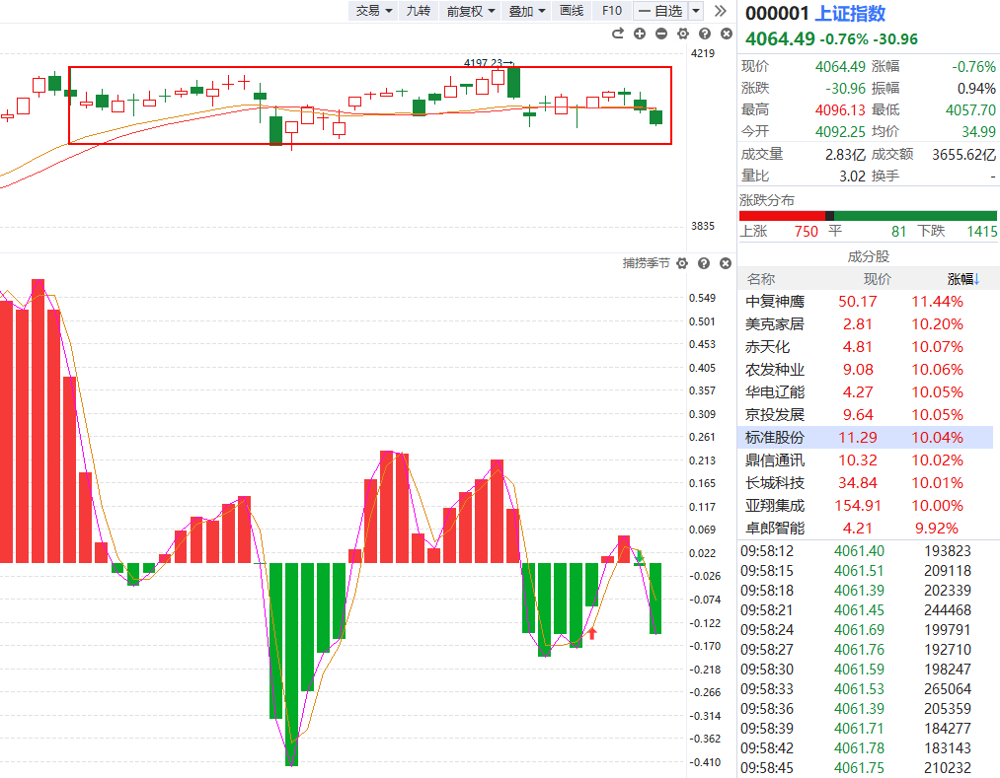 交易 九转 前复权 叠加 画线 F10 一自选
4197.23→
4219
3835
捕捞季节
0.549
0.501
0.453
0.405
0.357
0.309
0.261
0.213
0.165
0.117
0.069
0.022
-0.026
-0.074
-0.122
-0.170
-0.218
-0.266
-0.314
-0.362
-0.410
000001 上证指数
4064.49 -0.76% -30.96
现价 4064.49 涨幅 -0.76%
涨跌 -30.96 振幅 0.94%
最高 4096.13 最低 4057.70
今开 4092.25 均价 34.99
成交量 2.83亿 成交额 3655.62亿
量比 3.02 换手 -
涨跌分布
上涨 750 平 81 下跌 1415
成分股
名称 现价 涨幅↓
中复神鹰 50.17 11.44%
美克家居 2.81 10.20%
赤天化 4.81 10.07%
农发种业 9.08 10.06%
华电辽能 4.27 10.05%
京投发展 9.64 10.05%
标准股份 11.29 10.04%
鼎信通讯 10.32 10.02%
长城科技 34.84 10.01%
亚翔集成 154.91 10.00%
卓郎智能 4.21 9.92%
09:58:12 4061.40 193823
09:58:15 4061.51 209118
09:58:18 4061.39 202339
09:58:21 4061.45 244468
09:58:24 4061.69 199791
09:58:27 4061.76 192710
09:58:30 4061.59 198247
09:58:33 4061.53 265064
09:58:36 4061.39 205359
09:58:39 4061.71 184277
09:58:42 4061.78 183143
09:58:45 4061.75 210232